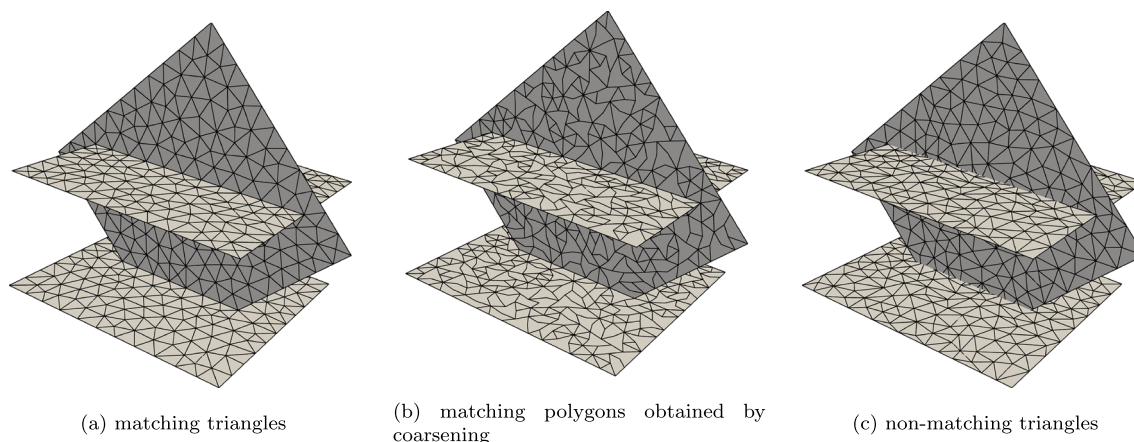 (a) matching triangles
(b) matching polygons obtained by
coarsening
(c) non-matching triangles